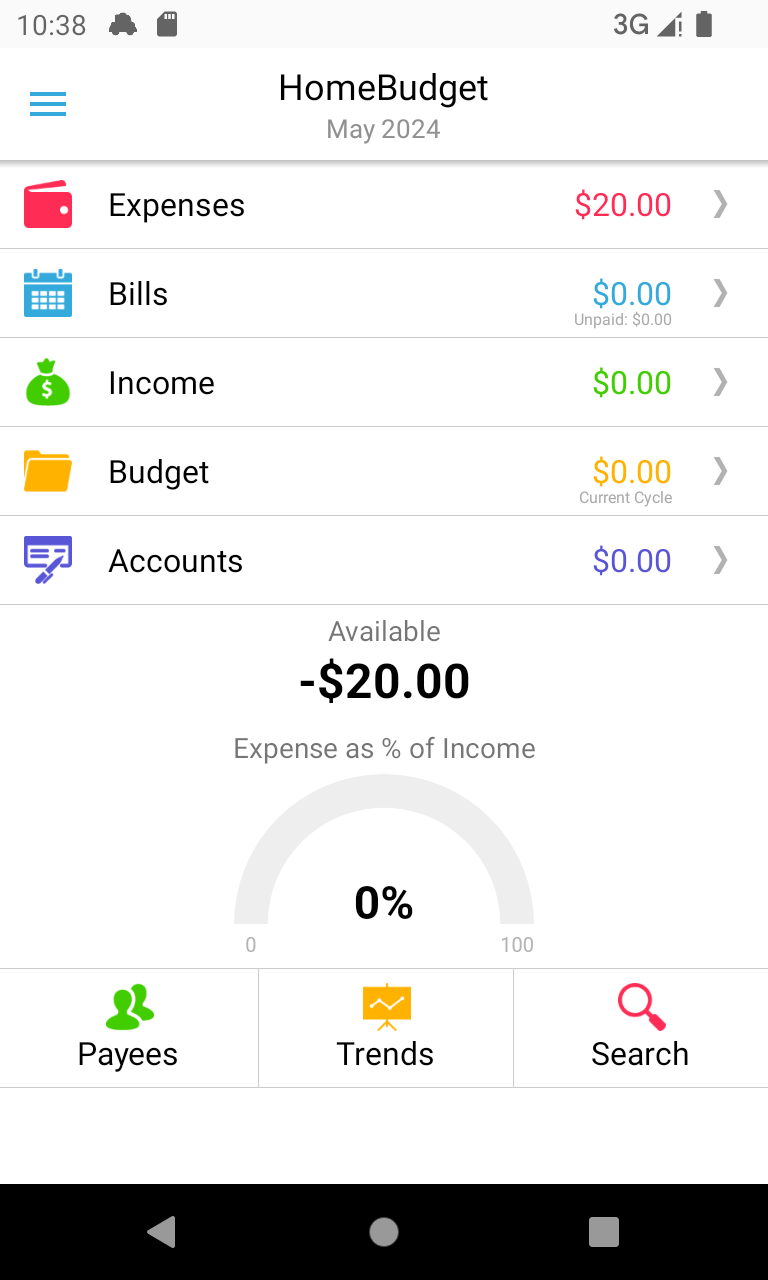 10:38 3G
HomeBudget
May 2024
Expenses $20.00
Bills $0.00
Unpaid: $0.00
Income $0.00
Budget $0.00
Current Cycle
Accounts $0.00
Available
-$20.00
Expense as % of Income
0%
0 100
Payees Trends Search